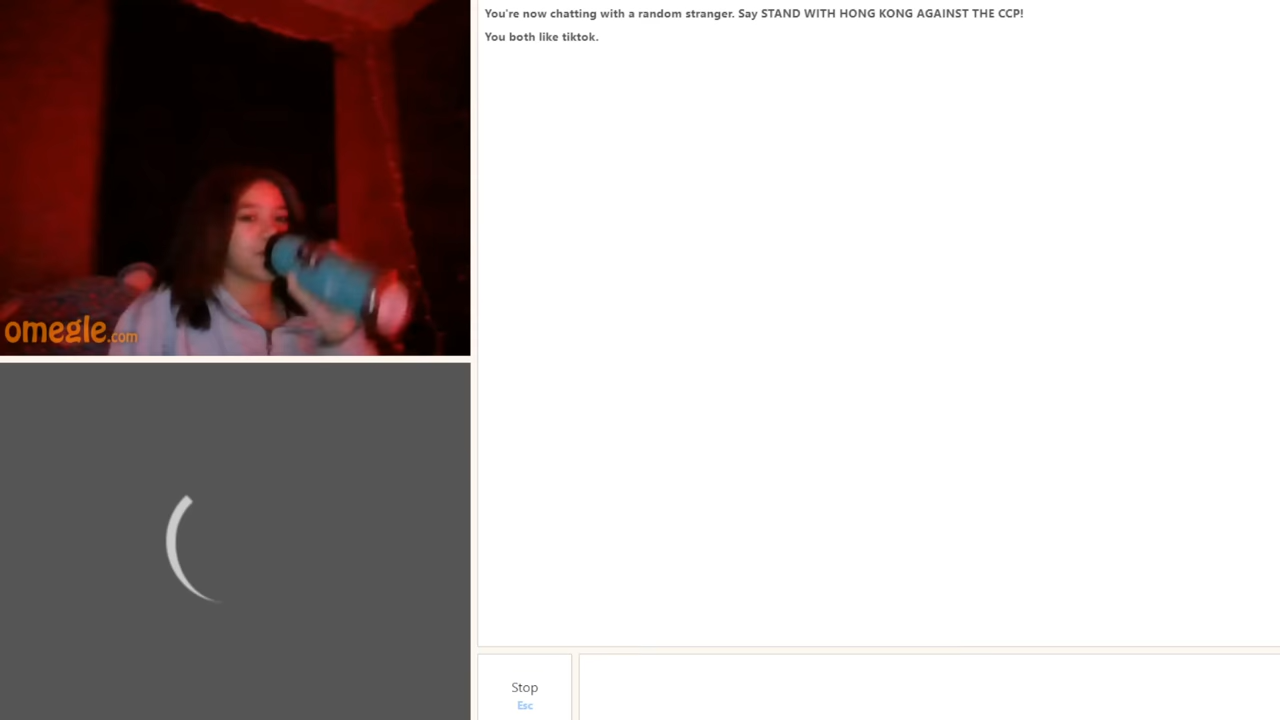 You're now chatting with a random stranger. Say STAND WITH HONG KONG AGAINST THE CCP!
You both like tiktok.
omegle.com
Stop
Esc